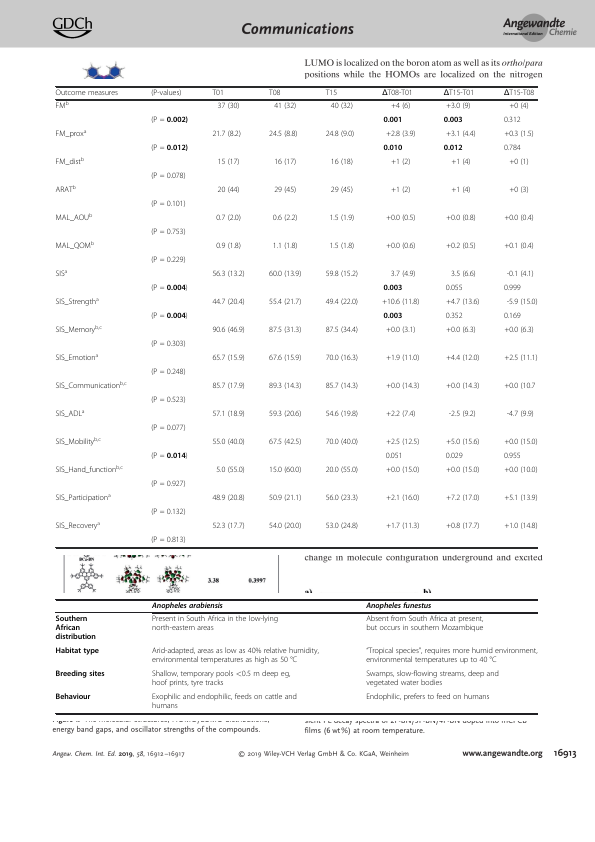 GDCh
Communications
Angewandte
International Edition Chemie
LUMO is localized on the boron atom as well as its ortho/para
positions while the HOMOs are localized on the nitrogen
Outcome measures (P-values) T01 T08 T15 ΔT08-T01 ΔT15-T01 ΔT15-T08
FMb 37 (30) 41 (32) 40 (32) +4 (6) +3.0 (9) +0 (4)
(P = 0.002) 0.001 0.003 0.312
FM_proxa 21.7 (8.2) 24.5 (8.8) 24.8 (9.0) +2.8 (3.9) +3.1 (4.4) +0.3 (1.5)
(P = 0.012) 0.010 0.012 0.784
FM_distb 15 (17) 16 (17) 16 (18) +1 (2) +1 (4) +0 (1)
(P = 0.078)
ARATb 20 (44) 29 (45) 29 (45) +1 (2) +1 (4) +0 (3)
(P = 0.101)
MAL_AOUb 0.7 (2.0) 0.6 (2.2) 1.5 (1.9) +0.0 (0.5) +0.0 (0.8) +0.0 (0.4)
(P = 0.753)
MAL_QOMb 0.9 (1.8) 1.1 (1.8) 1.5 (1.8) +0.0 (0.6) +0.2 (0.5) +0.1 (0.4)
(P = 0.229)
SISa 56.3 (13.2) 60.0 (13.9) 59.8 (15.2) 3.7 (4.9) 3.5 (6.6) -0.1 (4.1)
(P = 0.004) 0.003 0.055 0.999
SIS_Strengtha 44.7 (20.4) 55.4 (21.7) 49.4 (22.0) +10.6 (11.8) +4.7 (13.6) -5.9 (15.0)
(P = 0.004) 0.003 0.352 0.169
SIS_Memoryb,c 90.6 (46.9) 87.5 (31.3) 87.5 (34.4) +0.0 (3.1) +0.0 (6.3) +0.0 (6.3)
(P = 0.303)
SIS_Emotiona 65.7 (15.9) 67.6 (15.9) 70.0 (16.3) +1.9 (11.0) +4.4 (12.0) +2.5 (11.1)
(P = 0.248)
SIS_Communicationb,c 85.7 (17.9) 89.3 (14.3) 85.7 (14.3) +0.0 (14.3) +0.0 (14.3) +0.0 (10.7
(P = 0.523)
SIS_ADLa 57.1 (18.9) 59.3 (20.6) 54.6 (19.8) +2.2 (7.4) -2.5 (9.2) -4.7 (9.9)
(P = 0.077)
SIS_Mobilityb,c 55.0 (40.0) 67.5 (42.5) 70.0 (40.0) +2.5 (12.5) +5.0 (15.6) +0.0 (15.0)
(P = 0.014) 0.051 0.029 0.955
SIS_Hand_functionb,c 5.0 (55.0) 15.0 (60.0) 20.0 (55.0) +0.0 (15.0) +0.0 (15.0) +0.0 (10.0)
(P = 0.927)
SIS_Participationa 48.9 (20.8) 50.9 (21.1) 56.0 (23.3) +2.1 (16.0) +7.2 (17.0) +5.1 (13.9)
(P = 0.132)
SIS_Recoverya 52.3 (17.7) 54.0 (20.0) 53.0 (24.8) +1.7 (11.3) +0.8 (17.7) +1.0 (14.8)
(P = 0.813)
change in molecule configuration underground and excited
3.38 0.3997
Anopheles arabiensis Anopheles funestus
Southern African distribution Present in South Africa in the low-lying north-eastern areas Absent from South Africa at present, but occurs in southern Mozambique
Habitat type Arid-adapted, areas as low as 40% relative humidity, environmental temperatures as high as 50 °C "Tropical species", requires more humid environment, environmental temperatures up to 40 °C
Breeding sites Shallow, temporary pools <0.5 m deep eg, hoof prints, tyre tracks Swamps, slow-flowing streams, deep and vegetated water bodies
Behaviour Exophilic and endophilic, feeds on cattle and humans Endophilic, prefers to feed on humans
energy band gaps, and oscillator strengths of the compounds.
films (6 wt%) at room temperature.
Angew. Chem. Int. Ed. 2019, 58, 16912–16917 © 2019 Wiley-VCH Verlag GmbH & Co. KGaA, Weinheim www.angewandte.org 16913